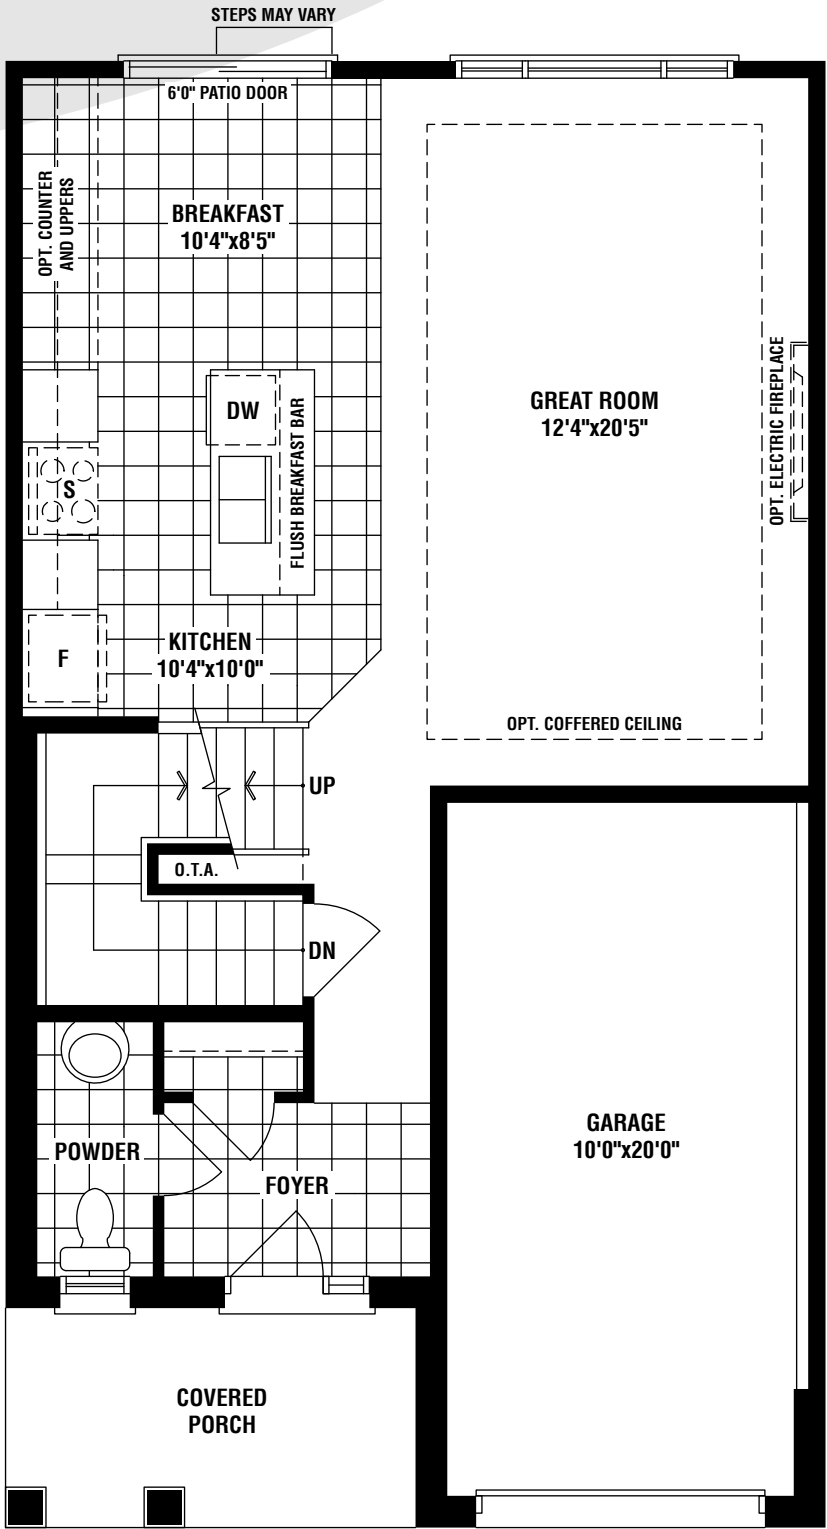 STEPS MAY VARY
6'0" PATIO DOOR
OPT. COUNTER
AND UPPERS
BREAKFAST
10'4"x8'5"
DW
FLUSH BREAKFAST BAR
GREAT ROOM
12'4"x20'5"
OPT. ELECTRIC FIREPLACE
S
F
KITCHEN
10'4"x10'0"
OPT. COFFERED CEILING
UP
O.T.A.
DN
POWDER
FOYER
GARAGE
10'0"x20'0"
COVERED
PORCH